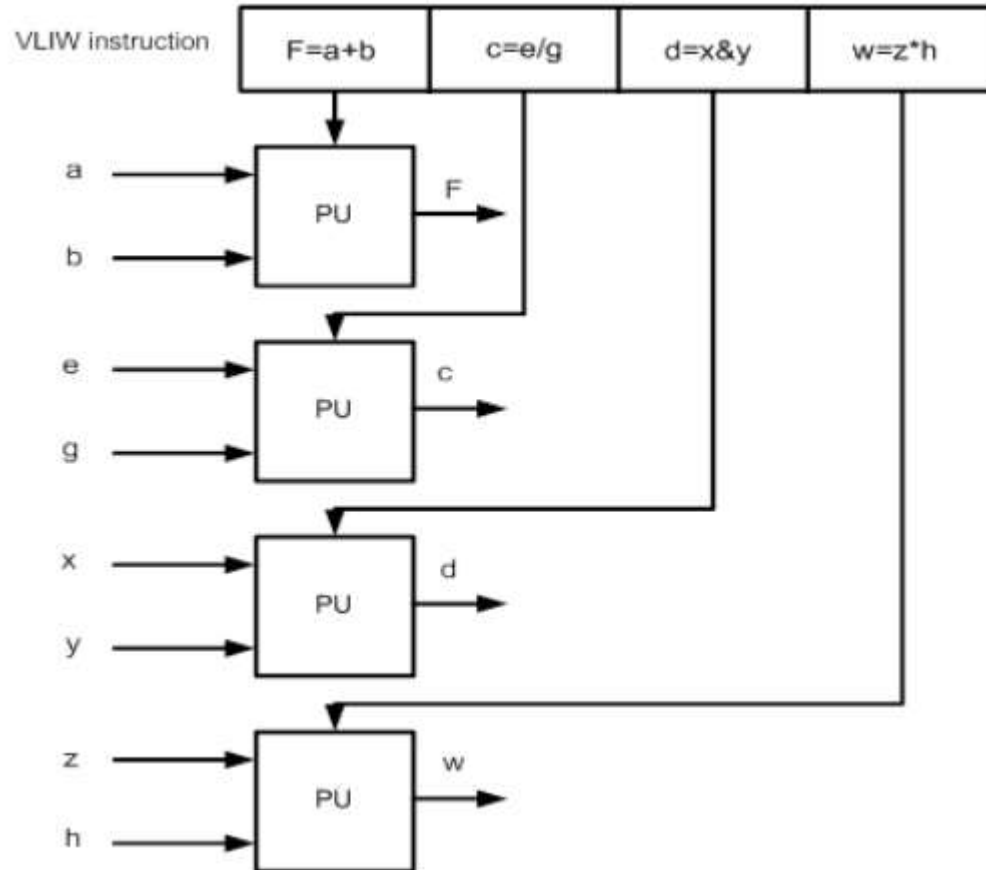 VLIW instruction
F=a+b
c=e/g
d=x&y
w=z*h
a
PU
F
b
e
PU
c
g
x
PU
d
y
z
PU
w
h